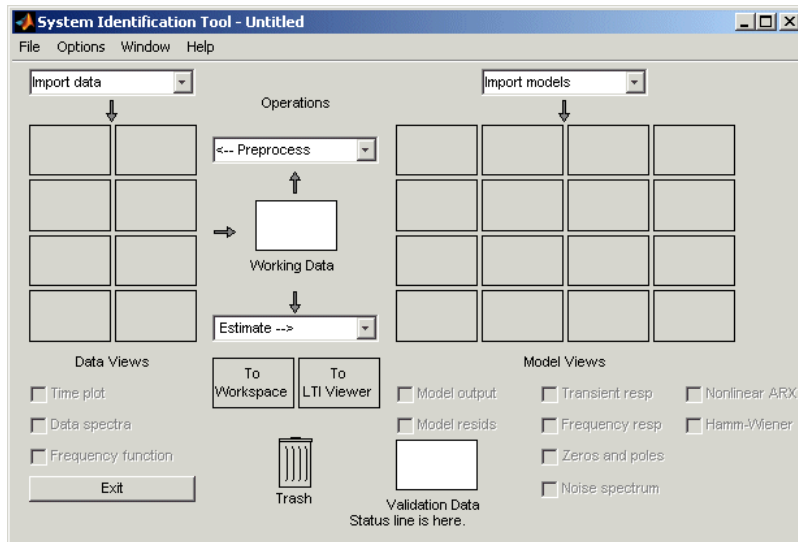 System Identification Tool - Untitled
File Options Window Help
Import data
Import models
Operations
<-- Preprocess
Working Data
Estimate -->
Data Views
To Workspace
To LTI Viewer
Model Views
Time plot
Model output
Transient resp
Nonlinear ARX
Data spectra
Model resids
Frequency resp
Hamm-Wiener
Frequency function
Zeros and poles
Exit
Trash
Noise spectrum
Validation Data
Status line is here.